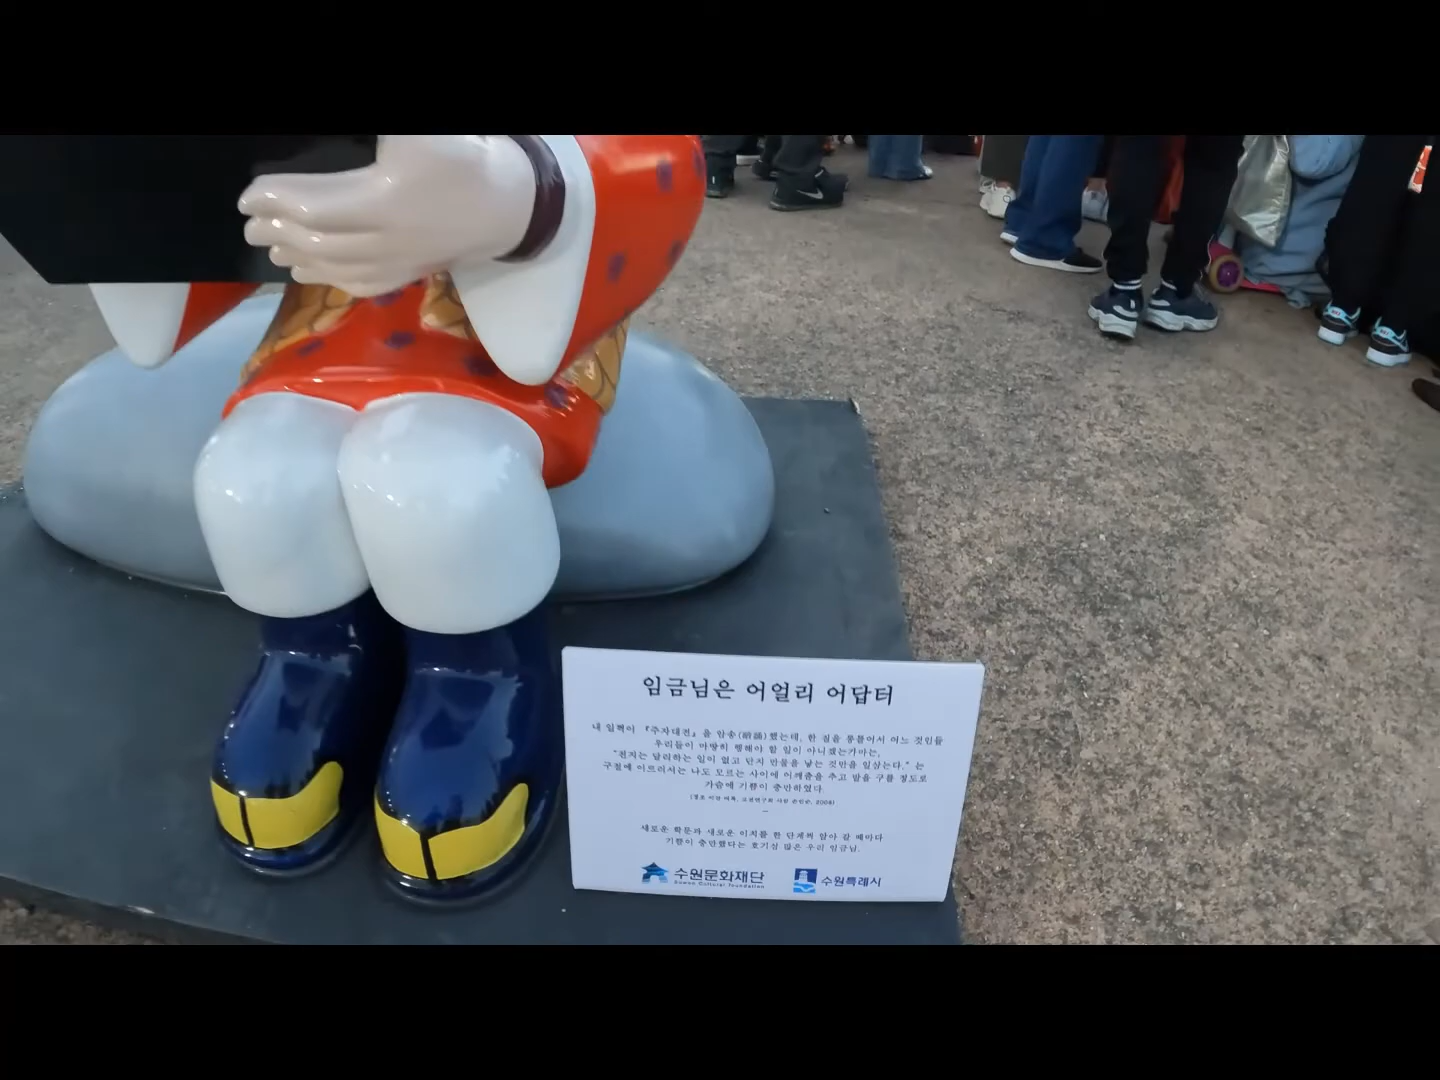 임금님은 어얼리 어답터
내 일찍이 『주자대전』을 암송(暗誦)했는데, 한 질을 통틀어서 어느 것인들
우리들이 마땅히 행해야 할 일이 아니겠는가마는,
"천지는 달리하는 일이 없고 단지 만물을 낳는 것만을 일삼는다." 는
구절에 이르러서는 나도 모르는 사이에 어깨춤을 추고 발을 구를 정도로
가슴에 기쁨이 충만하였다.
2008)
새로운 학문과 새로운 이치를 한 단계씩 알아 갈 때마다
기쁨이 충만했다는 호기심 많은 우리 임금님.
수원문화재단
Suwon Cultural Foundation
수원특례시